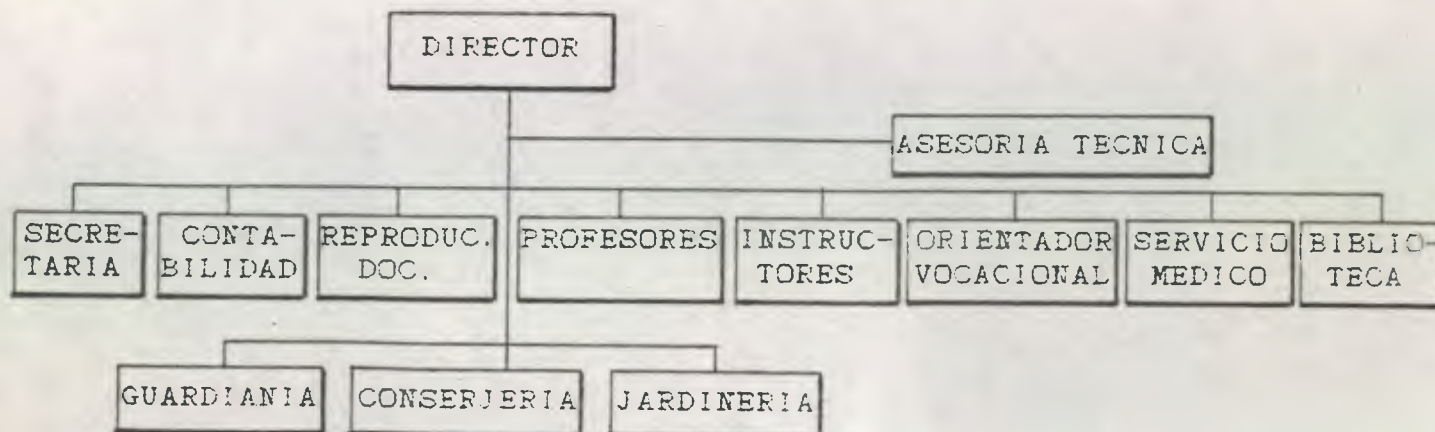 DIRECTOR
ASESORIA TECNICA
SECRE-
TARIA
CONTA-
BILIDAD
REPRODUC.
DOC.
PROFESORES
INSTRUC-
TORES
ORIENTADOR
VOCACIONAL
SERVICIO
MEDICO
BIBLIO-
TECA
GUARDIANIA
CONSERJERIA
JARDINERIA